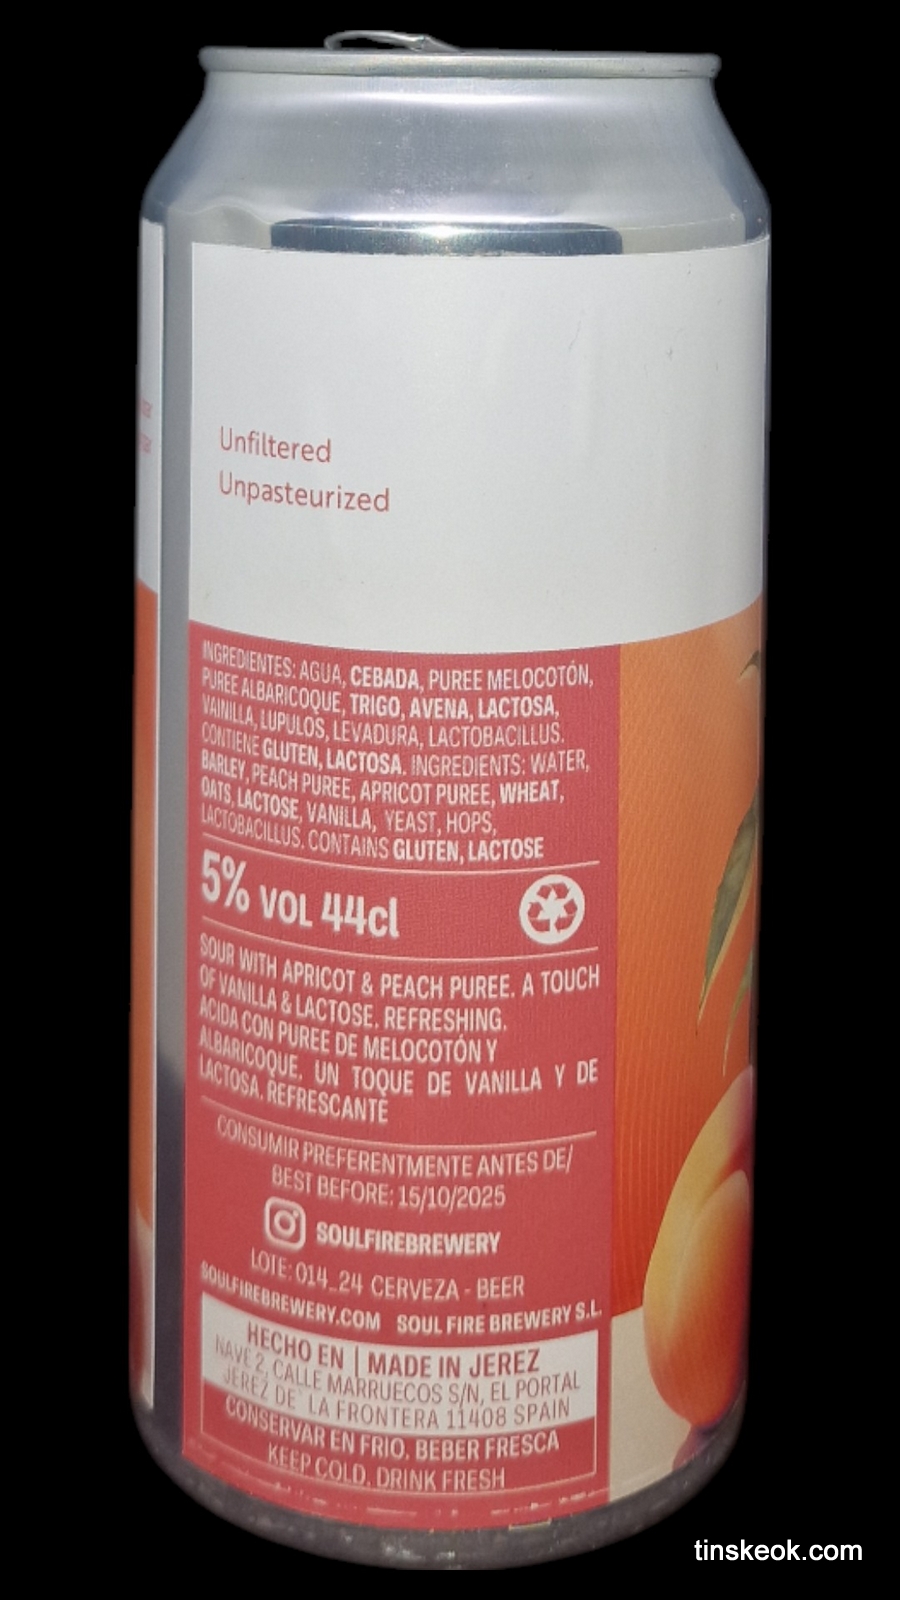 Unfiltered
Unpasteurized
INGREDIENTES: AGUA, CEBADA, PUREE MELOCOTÓN,
PUREE ALBARICOQUE, TRIGO, AVENA, LACTOSA,
VAINILLA, LUPULOS, LEVADURA, LACTOBACILLUS.
CONTIENE GLUTEN, LACTOSA. INGREDIENTS: WATER,
BARLEY, PEACH PUREE, APRICOT PUREE, WHEAT,
OATS, LACTOSE, VANILLA, YEAST, HOPS,
LACTOBACILLUS. CONTAINS GLUTEN, LACTOSE
5% VOL 44cl
SOUR WITH APRICOT & PEACH PUREE. A TOUCH
OF VANILLA & LACTOSE. REFRESHING.
ACIDA CON PUREE DE MELOCOTÓN Y
ALBARICOQUE. UN TOQUE DE VANILLA Y DE
LACTOSA. REFRESCANTE
CONSUMIR PREFERENTMENTE ANTES DE/
BEST BEFORE: 15/10/2025
SOULFIREBREWERY
LOTE: 014_24 CERVEZA - BEER
SOULFIREBREWERY.COM SOUL FIRE BREWERY S.L.
HECHO EN | MADE IN JEREZ
NAVE 2, CALLE MARRUECOS S/N, EL PORTAL
JEREZ DE LA FRONTERA 11408 SPAIN
CONSERVAR EN FRIO. BEBER FRESCA
KEEP COLD. DRINK FRESH
tinskeok.com